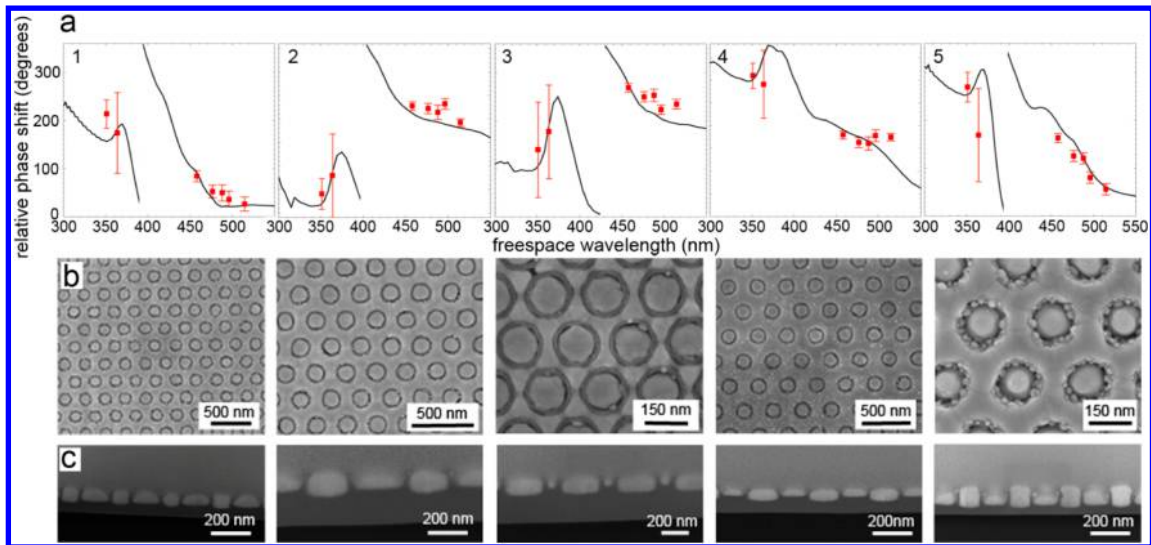 a
relative phase shift (degrees)
300
200
100
0
1
2
3
4
5
300 350 400 450 500
300 350 400 450 500
300 350 400 450 500
300 350 400 450 500
300 350 400 450 500 550
freespace wavelength (nm)
b
500 nm
500 nm
150 nm
500 nm
150 nm
c
200 nm
200 nm
200 nm
200nm
200 nm